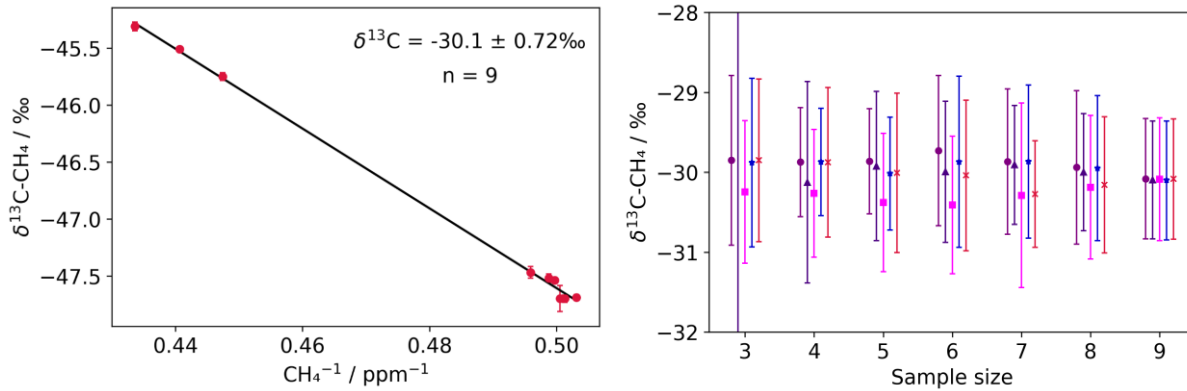 −45.5
−46.0
−46.5
−47.0
−47.5
δ¹³C-CH₄ / ‰
δ¹³C = -30.1 ± 0.72‰
n = 9
0.44 0.46 0.48 0.50
CH₄⁻¹ / ppm⁻¹
−28
−29
−30
−31
−32
δ¹³C-CH₄ / ‰
3 4 5 6 7 8 9
Sample size